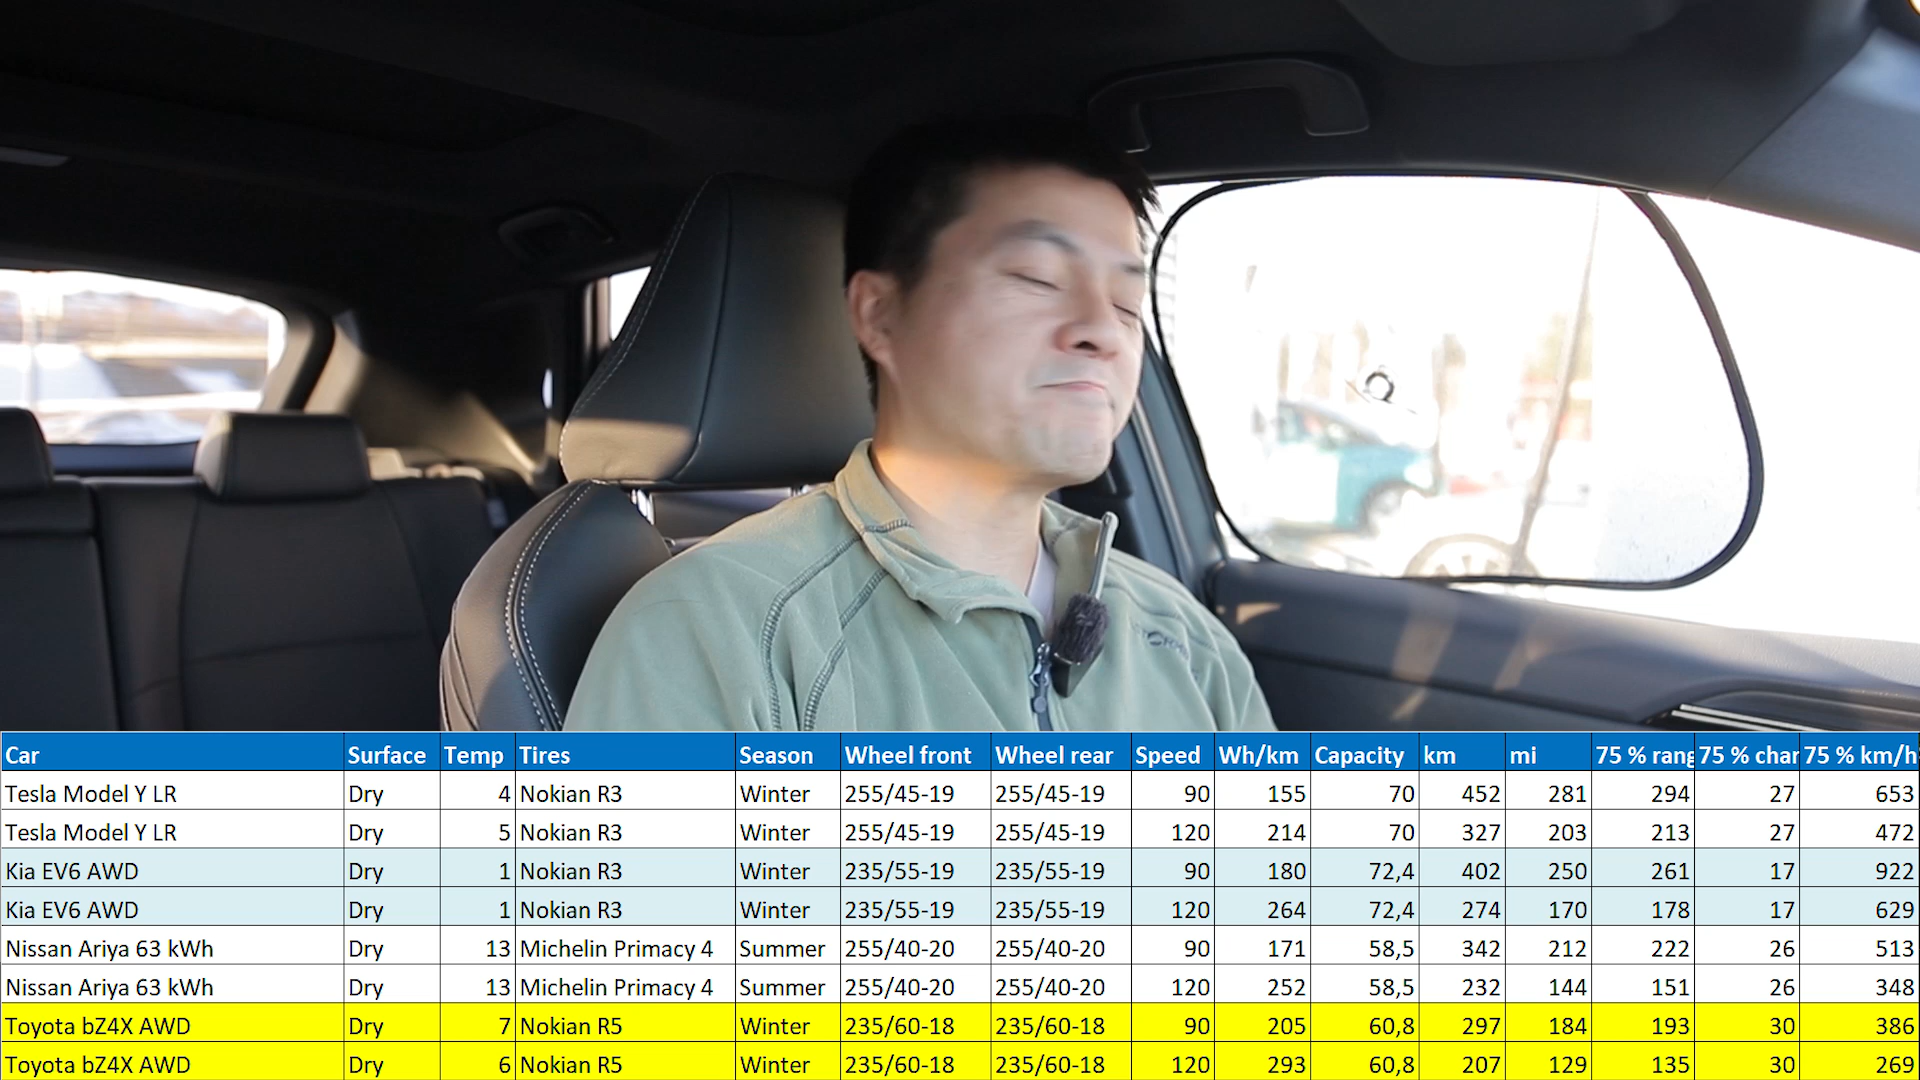 Car Surface Temp Tires Season Wheel front Wheel rear Speed Wh/km Capacity km mi 75 % rang 75 % char 75 % km/h
Tesla Model Y LR Dry 4 Nokian R3 Winter 255/45-19 255/45-19 90 155 70 452 281 294 27 653
Tesla Model Y LR Dry 5 Nokian R3 Winter 255/45-19 255/45-19 120 214 70 327 203 213 27 472
Kia EV6 AWD Dry 1 Nokian R3 Winter 235/55-19 235/55-19 90 180 72,4 402 250 261 17 922
Kia EV6 AWD Dry 1 Nokian R3 Winter 235/55-19 235/55-19 120 264 72,4 274 170 178 17 629
Nissan Ariya 63 kWh Dry 13 Michelin Primacy 4 Summer 255/40-20 255/40-20 90 171 58,5 342 212 222 26 513
Nissan Ariya 63 kWh Dry 13 Michelin Primacy 4 Summer 255/40-20 255/40-20 120 252 58,5 232 144 151 26 348
Toyota bZ4X AWD Dry 7 Nokian R5 Winter 235/60-18 235/60-18 90 205 60,8 297 184 193 30 386
Toyota bZ4X AWD Dry 6 Nokian R5 Winter 235/60-18 235/60-18 120 293 60,8 207 129 135 30 269